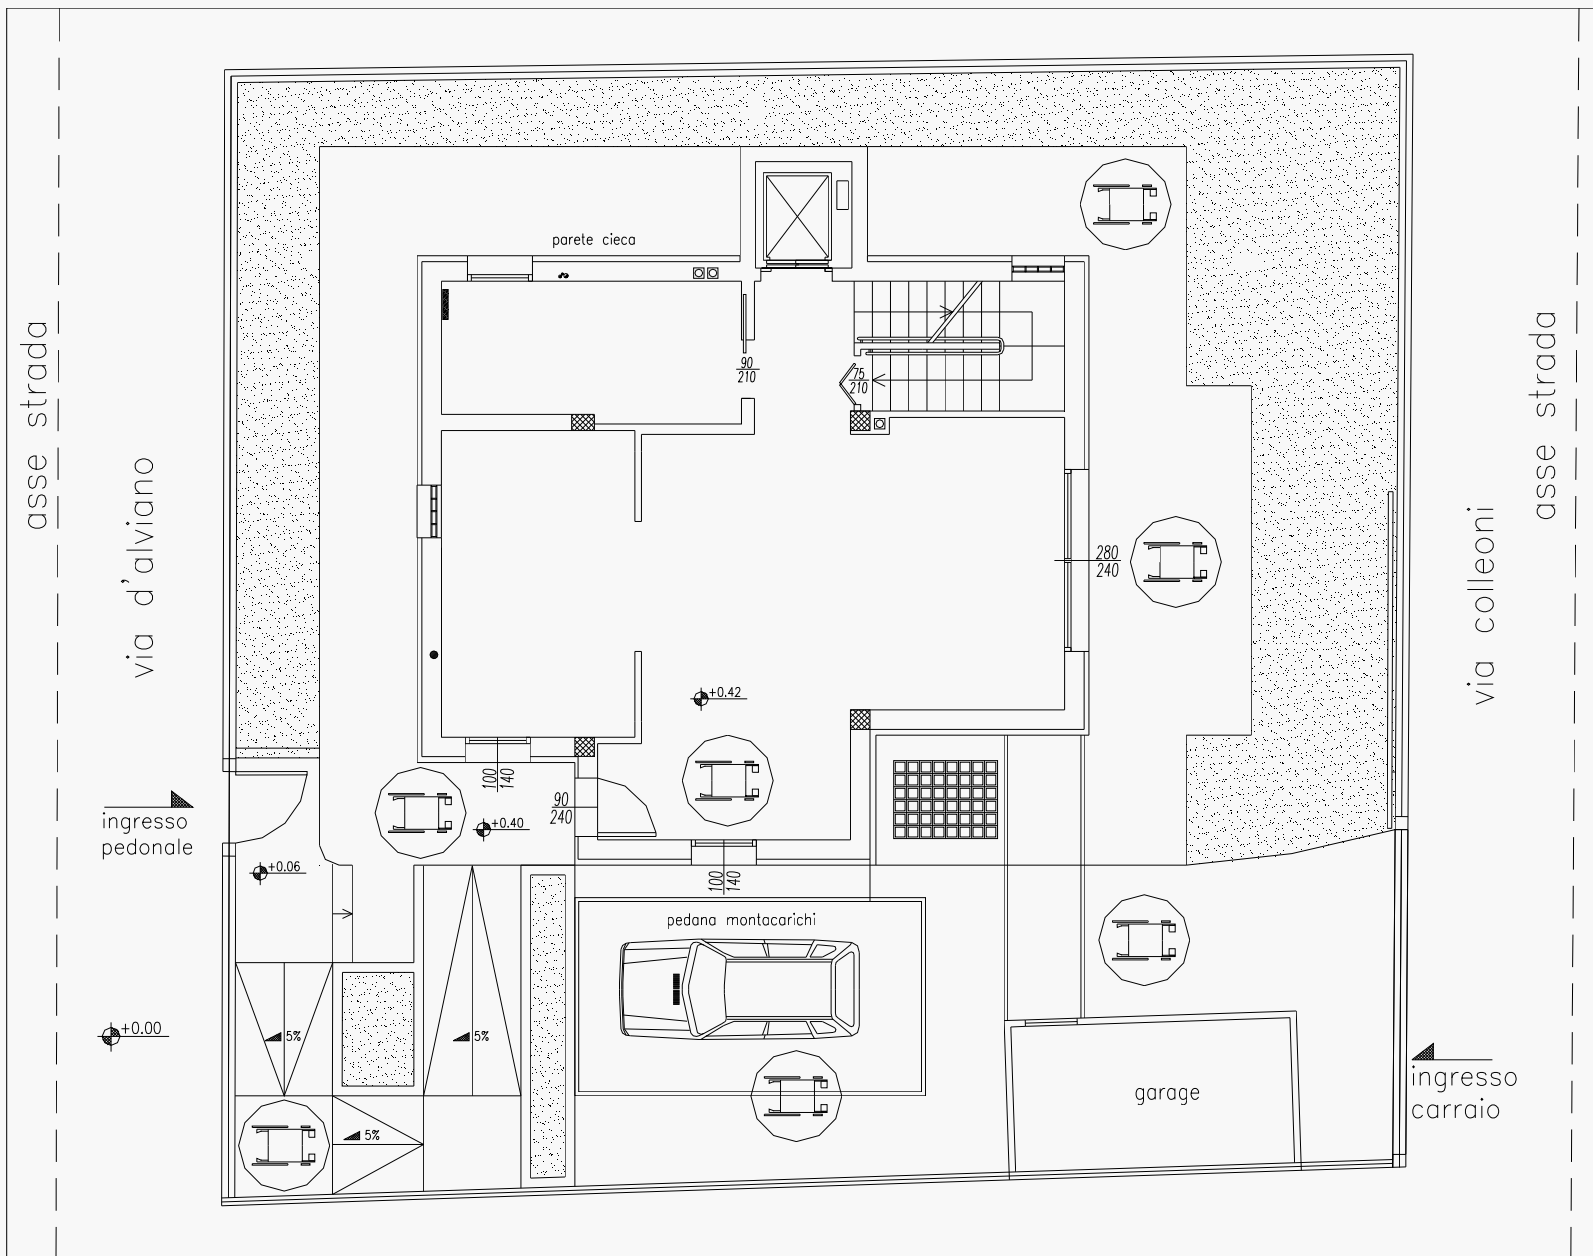 parete cieca
90
210
75
210
asse strada
via d'alviano
280
240
via colleoni
asse strada
+0.42
100
140
90
240
+0.40
ingresso
pedonale
+0.06
100
140
pedana montacarichi
+0.00
5%
5%
5%
garage
ingresso
carraio